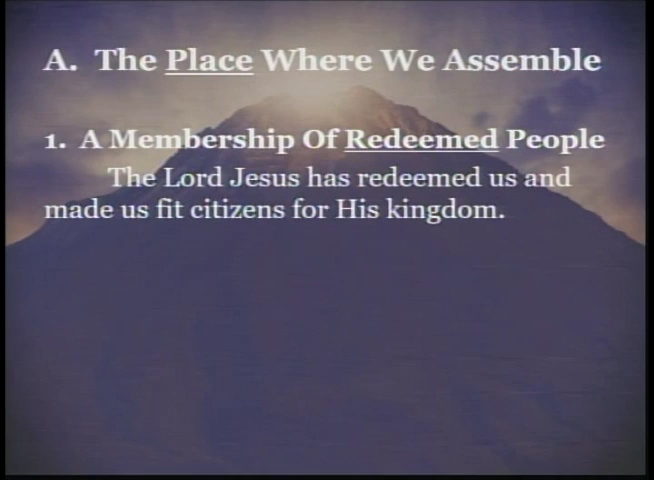 A. The Place Where We Assemble
1. A Membership Of Redeemed People
The Lord Jesus has redeemed us and
made us fit citizens for His kingdom.